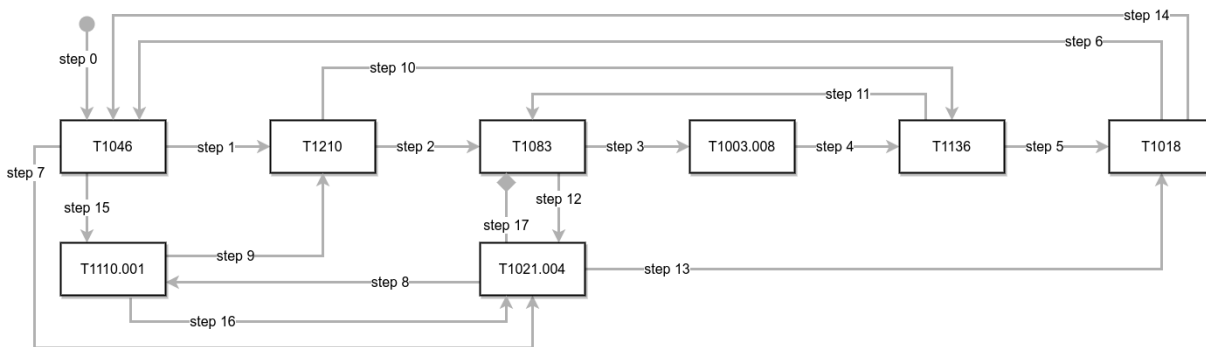 step 14
step 6
step 0
step 10
step 11
T1046
step 1
T1210
step 2
T1083
step 3
T1003.008
step 4
T1136
step 5
T1018
step 7
step 15
step 12
step 17
T1110.001
step 9
T1021.004
step 13
step 8
step 16